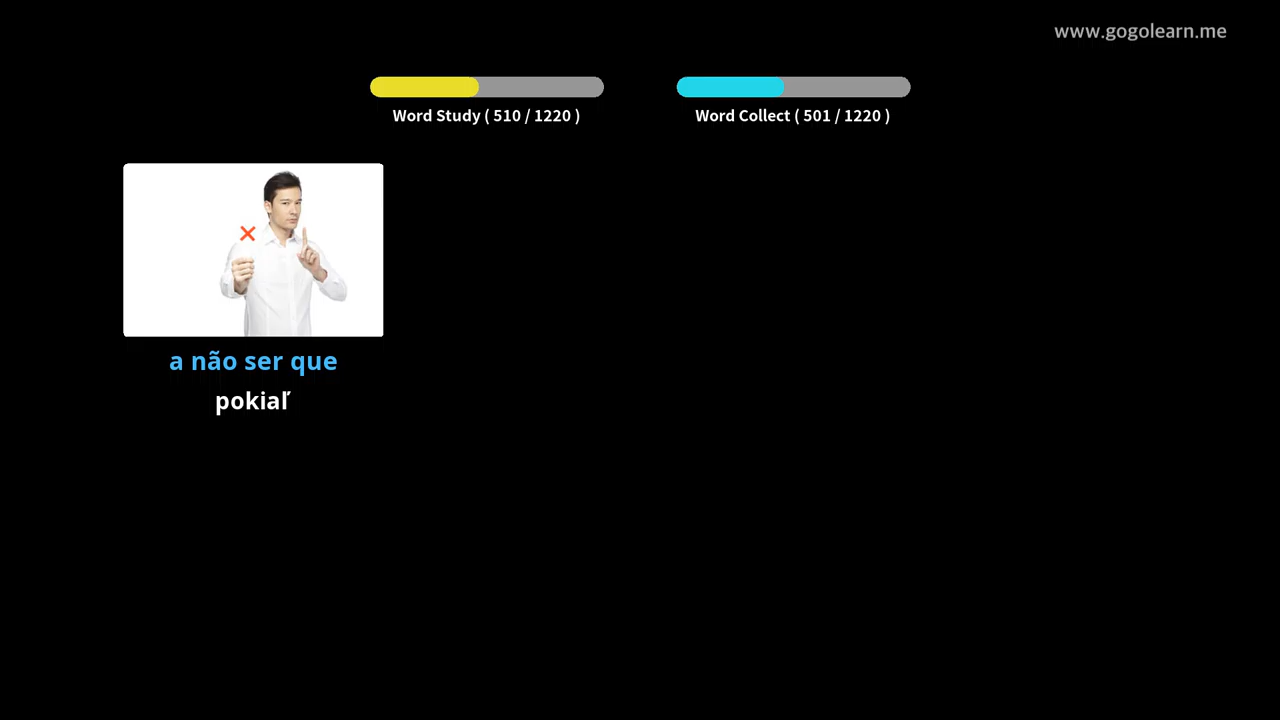 www.gogolearn.me
Word Study ( 510 / 1220 )
Word Collect ( 501 / 1220 )
a não ser que
pokiaľ